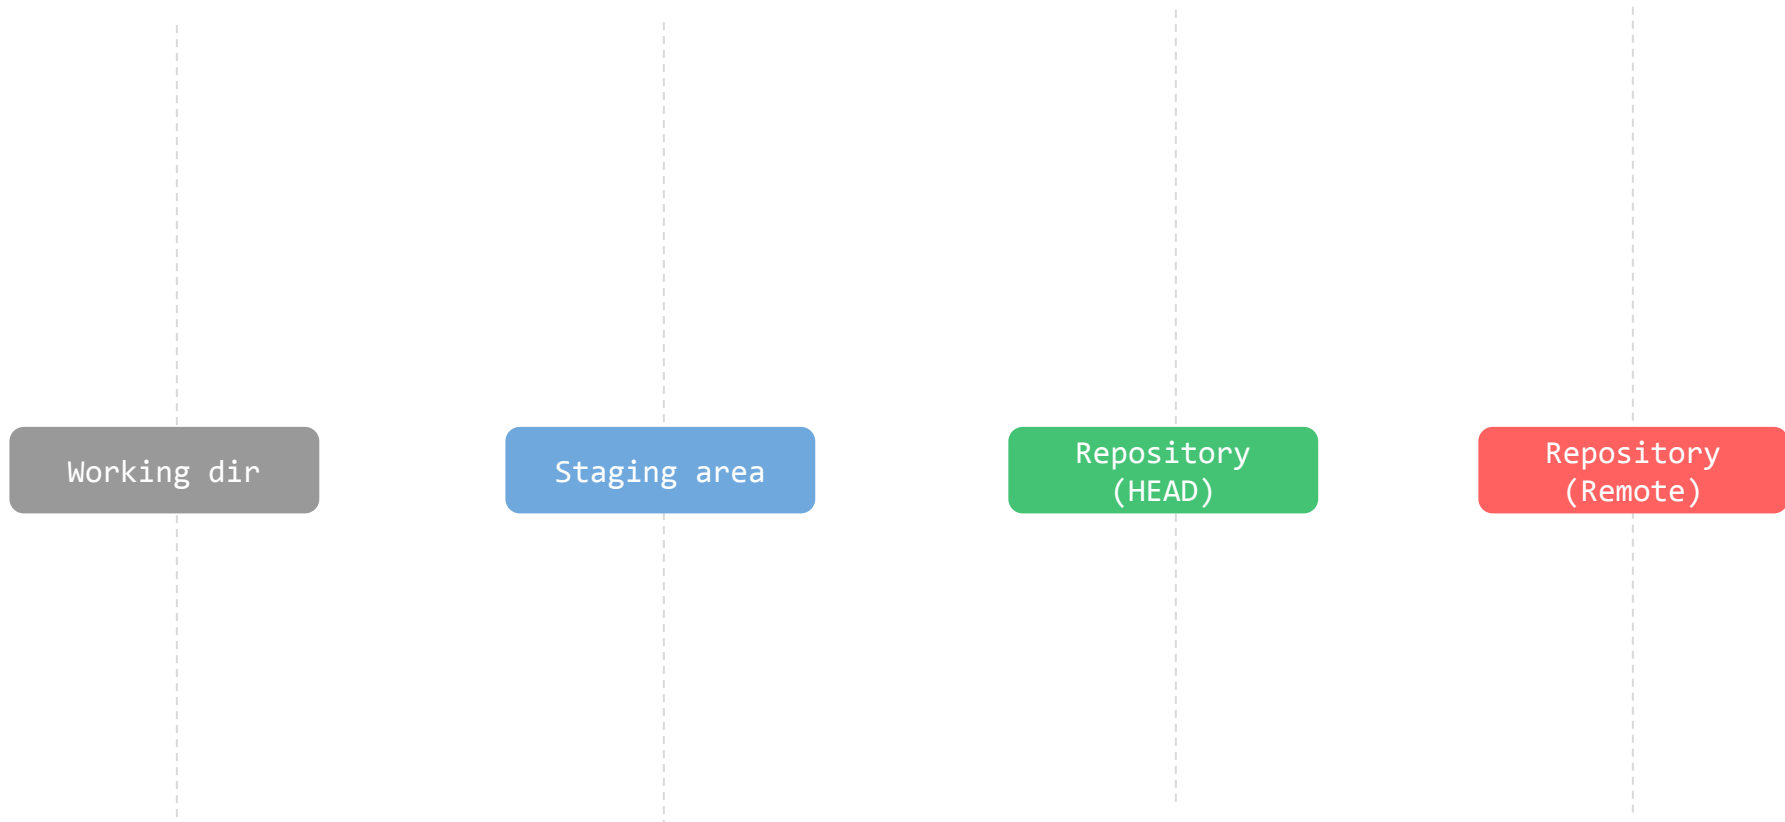 Working dir
Staging area
Repository
(HEAD)
Repository
(Remote)